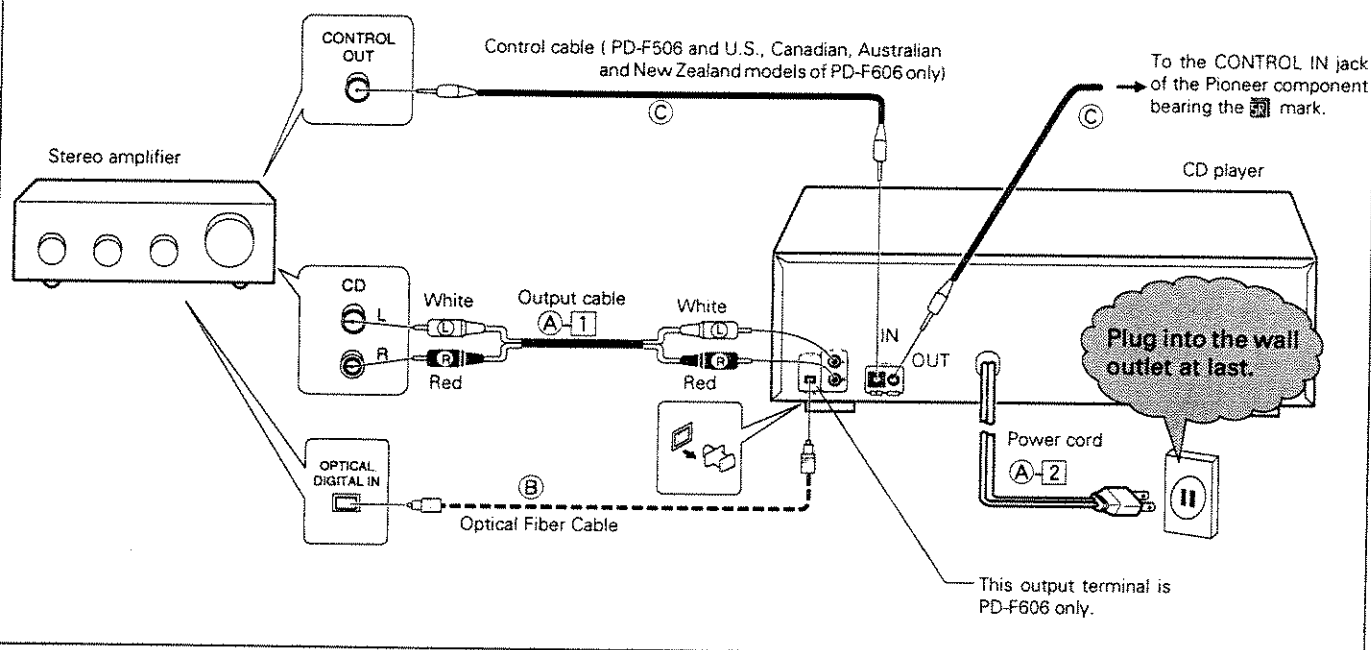 CONTROL
OUT
Control cable ( PD-F506 and U.S., Canadian, Australian
and New Zealand models of PD-F606 only)
Ⓒ
To the CONTROL IN jack
of the Pioneer component
bearing the SR mark.
Ⓒ
Stereo amplifier
CD player
CD
L
R
White
Ⓛ
Ⓡ
Red
Output cable
Ⓐ-1
White
Ⓛ
Ⓡ
Red
IN
OUT
Plug into the wall
outlet at last.
Power cord
Ⓐ-2
OPTICAL
DIGITAL IN
Ⓑ
Optical Fiber Cable
This output terminal is
PD-F606 only.